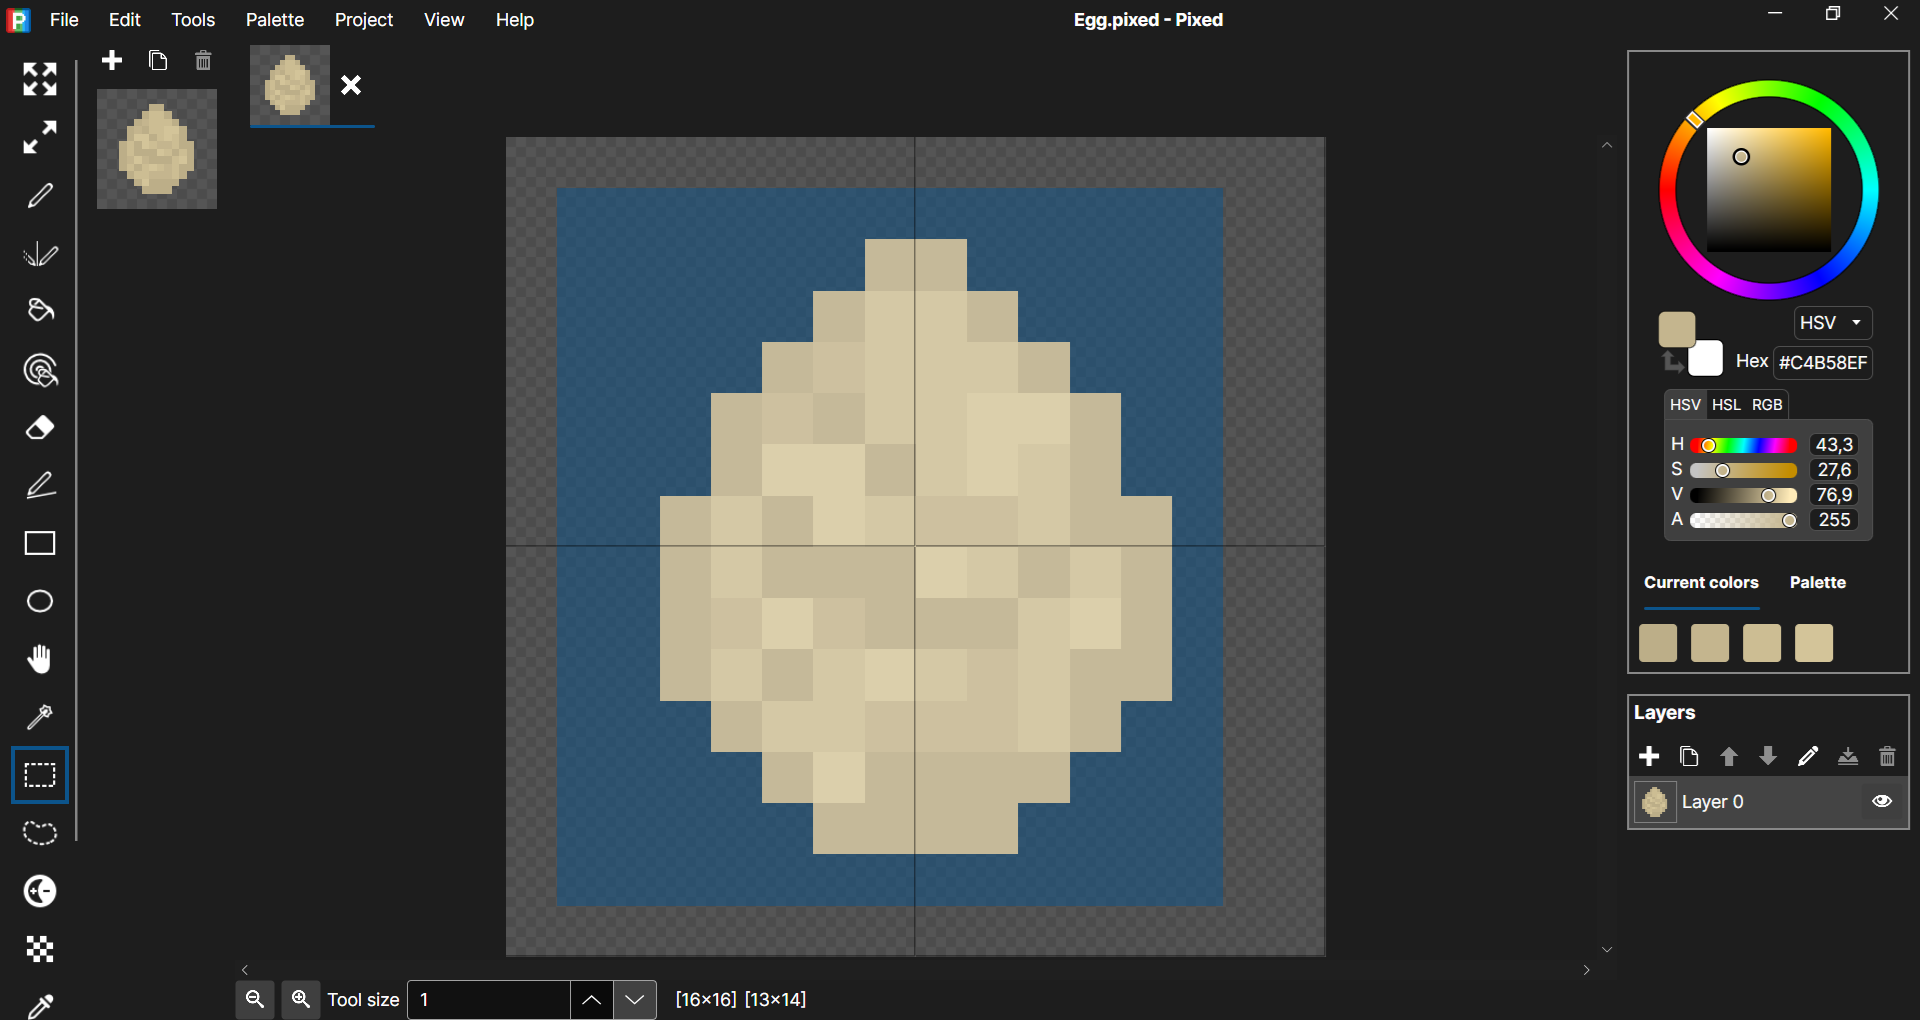 File Edit Tools Palette Project View Help
Egg.pixed - Pixed
HSV
Hex #C4B58EF
HSV HSL RGB
H 43,3
S 27,6
V 76,9
A 255
Current colors Palette
Layers
Layer 0
Tool size 1 [16×16] [13×14]